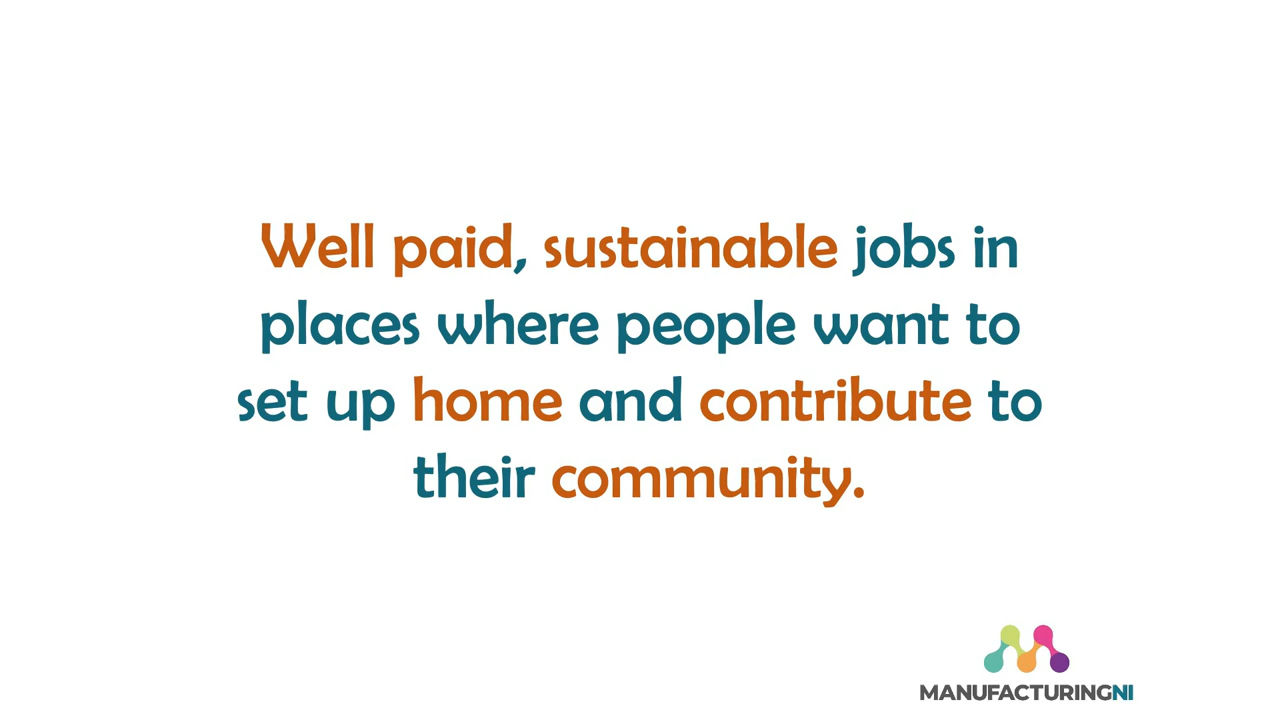 Well paid, sustainable jobs in
places where people want to
set up home and contribute to
their community.
MANUFACTURINGNI